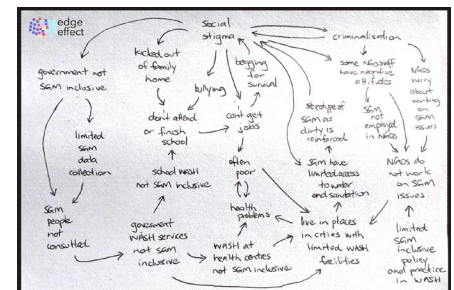 edge
effect
Social
Stigma
criminalisation
kicked out
of family
home
begging
for
survival
government not
SGM inclusive
bullying
some NGO staff
have negative
attitudes
NGOs
worry
about
working
on SGM
issues
don't attend
or finish
school
can't get
jobs
stereotype of
SGM as
dirty is
reinforced
SGM
not
employed
in NGOs
limited
SGM
data
collection
often
poor
school WASH
not SGM inclusive
SGM have
limited access
to water
and sanitation
NGOs do
not work
on SGM
issues
SGM
people
not
consulted
health
problems
government
WASH services
not SGM
inclusive
WASH at
health centres
not SGM inclusive
live in places
in cities with
limited WASH
facilities
limited
SGM
inclusive
policy
and practice
in WASH